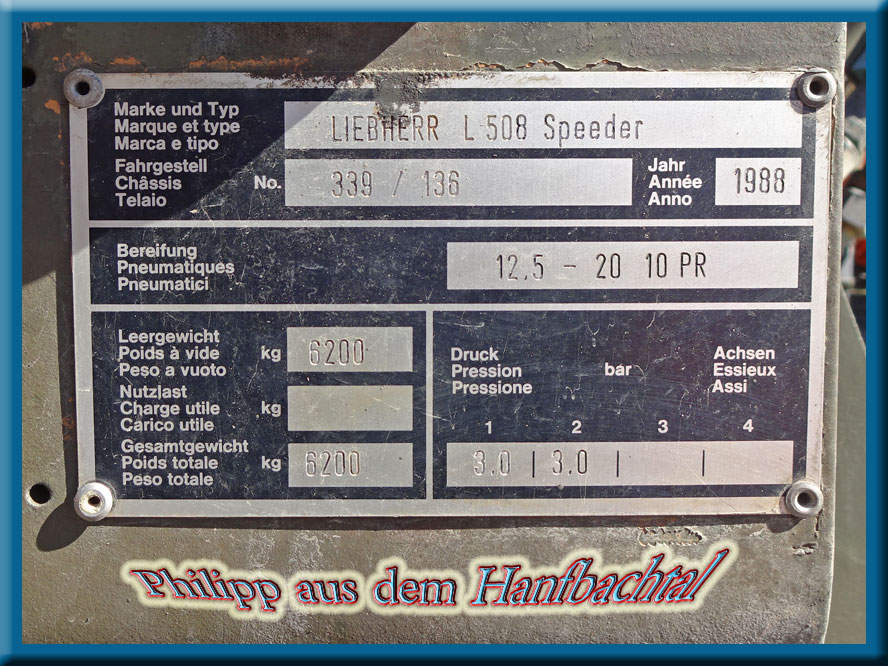 Marke und Typ
Marque et type
Marca e tipo
LIEBHERR L 508 Speeder
Fahrgestell
Châssis
Telaio
No.
339 / 136
Jahr
Année
Anno
1988
Bereifung
Pneumatiques
Pneumatici
12.5 - 20 10 PR
Leergewicht
Poids à vide
Peso a vuoto
kg
6200
Nutzlast
Charge utile
Carico utile
kg
Gesamtgewicht
Poids totale
Peso totale
kg
6200
Druck
Pression
Pressione
bar
Achsen
Essieux
Assi
1 2 3 4
3.0 | 3.0 | |
Philipp aus dem Hanfbachtal